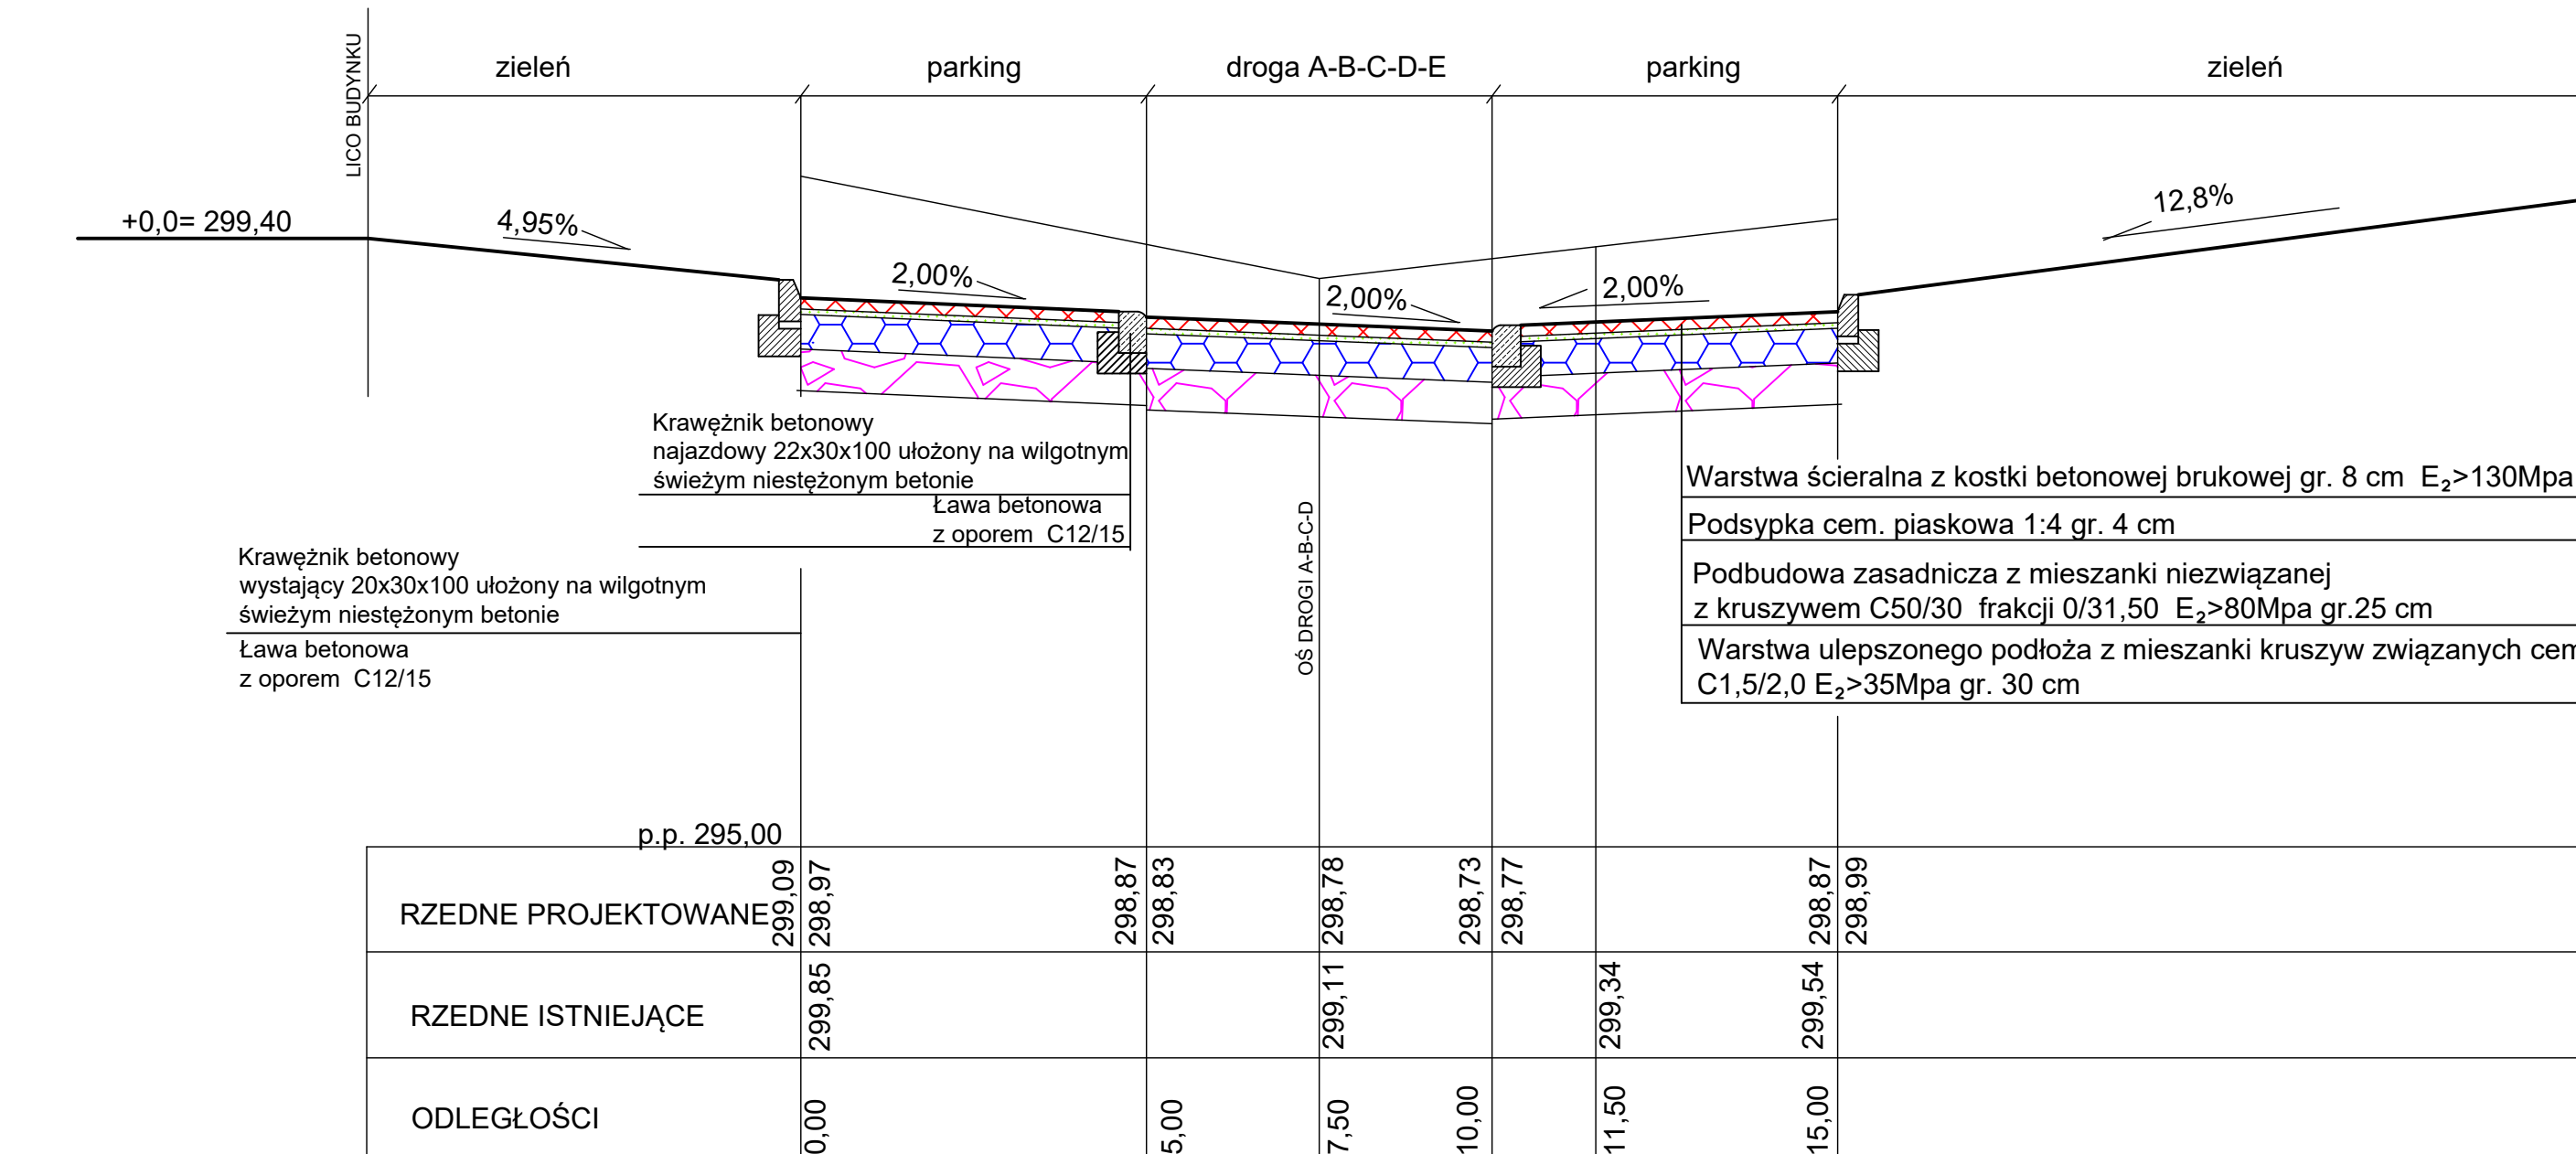 LICO BUDYNKU
zieleń
parking
droga A-B-C-D-E
parking
zieleń
+0,0= 299,40
4,95%
2,00%
2,00%
2,00%
12,8%
Krawężnik betonowy
najazdowy 22x30x100 ułożony na wilgotnym
świeżym niestężonym betonie
Ława betonowa
z oporem C12/15
Krawężnik betonowy
wystający 20x30x100 ułożony na wilgotnym
świeżym niestężonym betonie
Ława betonowa
z oporem C12/15
OŚ DROGI A-B-C-D
Warstwa ścieralna z kostki betonowej brukowej gr. 8 cm E₂>130Mpa
Podsypka cem. piaskowa 1:4 gr. 4 cm
Podbudowa zasadnicza z mieszanki niezwiązanej
z kruszywem C50/30 frakcji 0/31,50 E₂>80Mpa gr.25 cm
Warstwa ulepszonego podłoża z mieszanki kruszyw związanych cem
C1,5/2,0 E₂>35Mpa gr. 30 cm
p.p. 295,00
RZEDNE PROJEKTOWANE
299,09
298,97
298,87
298,83
298,78
298,73
298,77
298,87
298,99
RZEDNE ISTNIEJĄCE
299,85
299,11
299,34
299,54
ODLEGŁOŚCI
0,00
5,00
7,50
10,00
11,50
15,00